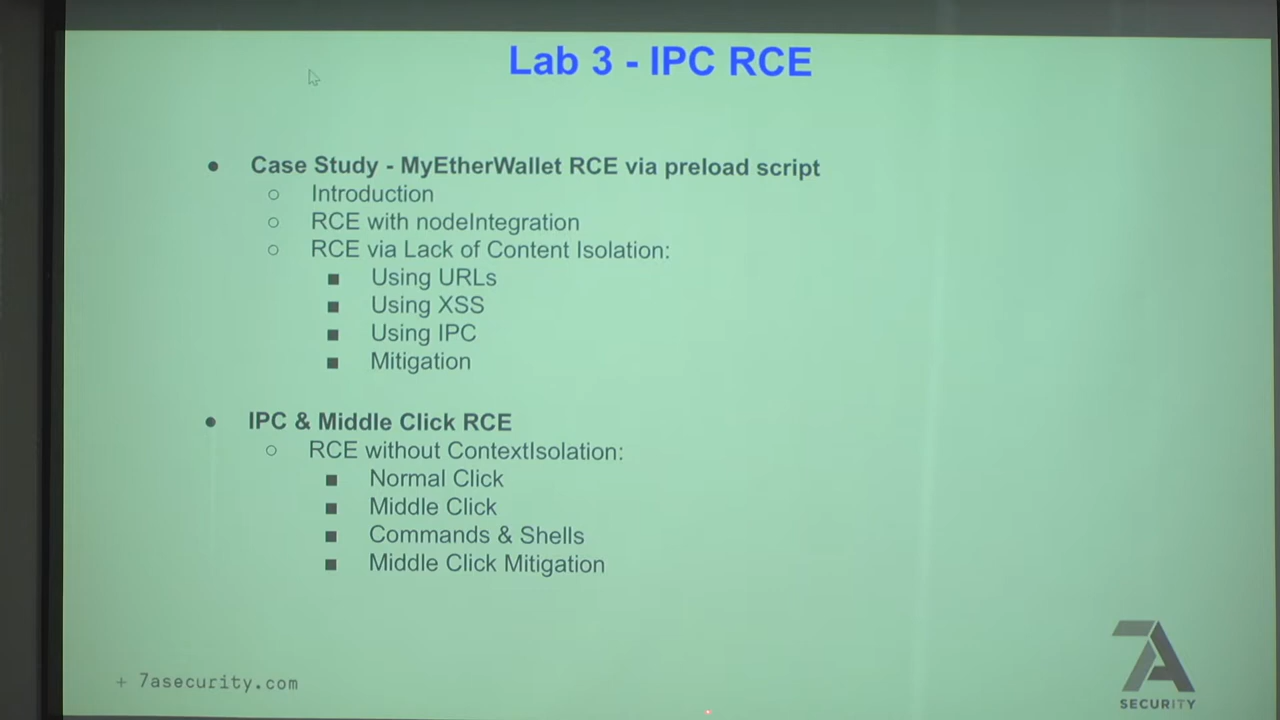 Lab 3 - IPC RCE
● Case Study - MyEtherWallet RCE via preload script
○ Introduction
○ RCE with nodeIntegration
○ RCE via Lack of Content Isolation:
■ Using URLs
■ Using XSS
■ Using IPC
■ Mitigation
● IPC & Middle Click RCE
○ RCE without ContextIsolation:
■ Normal Click
■ Middle Click
■ Commands & Shells
■ Middle Click Mitigation
+ 7asecurity.com
7A
SECURITY